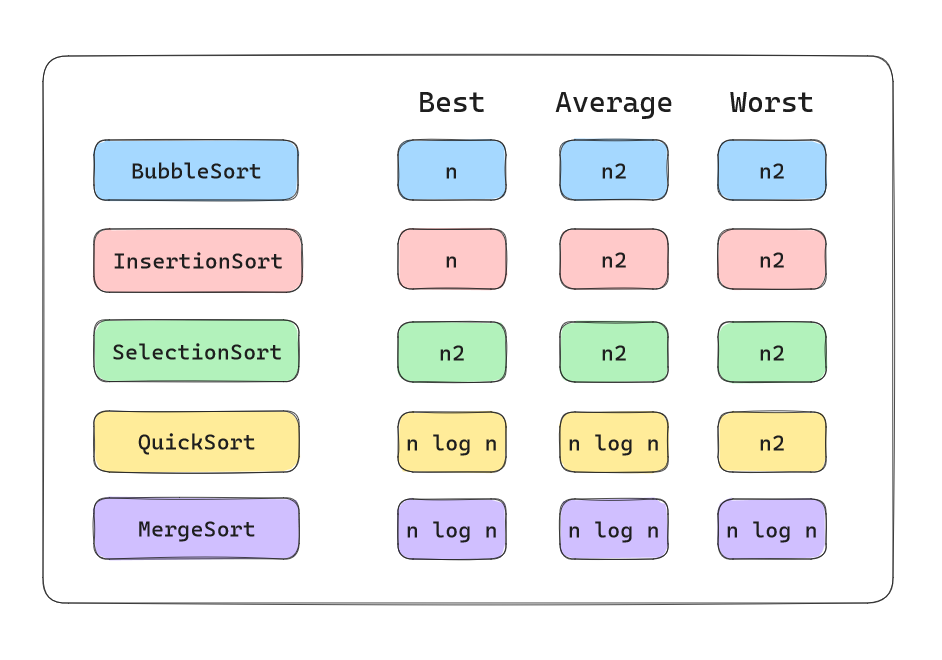 Best Average Worst
BubbleSort n n2 n2
InsertionSort n n2 n2
SelectionSort n2 n2 n2
QuickSort n log n n log n n2
MergeSort n log n n log n n log n